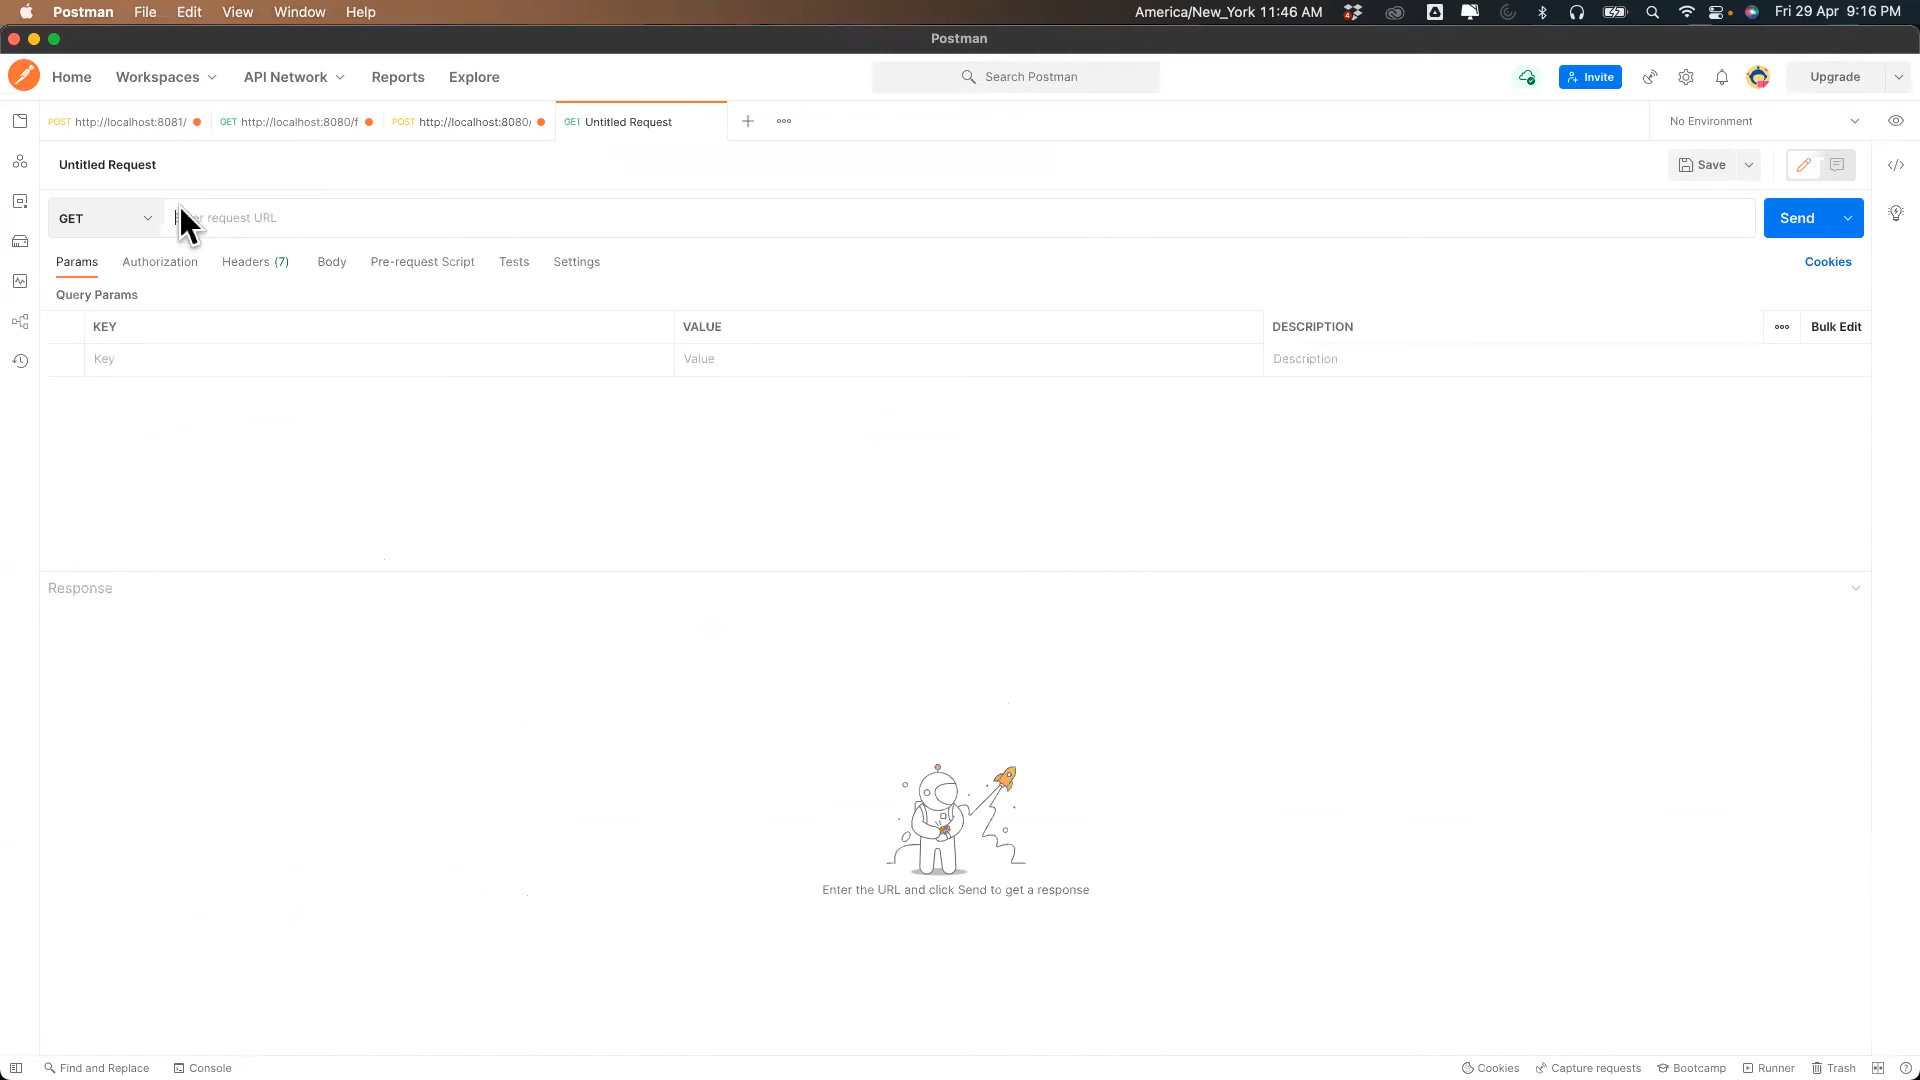 Postman File Edit View Window Help America/New_York 11:46 AM Fri 29 Apr 9:16 PM
Postman
Home Workspaces API Network Reports Explore Search Postman Invite Upgrade
POST http://localhost:8081/ GET http://localhost:8080/f POST http://localhost:8080/ GET Untitled Request No Environment
Untitled Request Save
GET request URL Send
Params Authorization Headers (7) Body Pre-request Script Tests Settings Cookies
Query Params
KEY VALUE DESCRIPTION Bulk Edit
Key Value Description
Response
Enter the URL and click Send to get a response
Find and Replace Console Cookies Capture requests Bootcamp Runner Trash